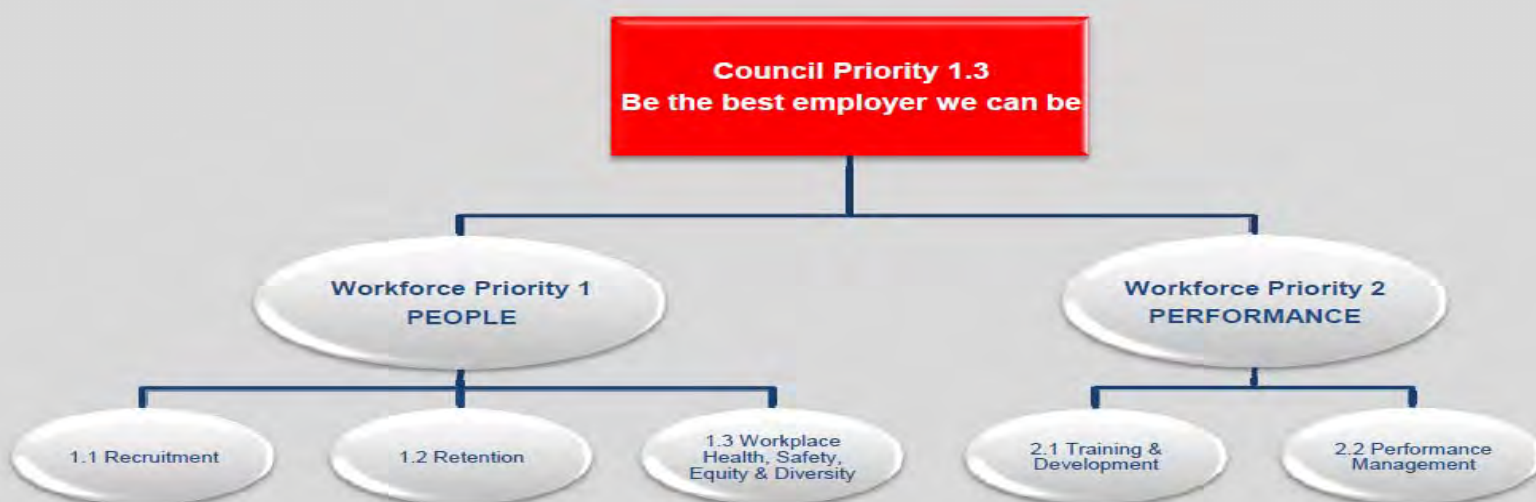 Council Priority 1.3
Be the best employer we can be
Workforce Priority 1
PEOPLE
Workforce Priority 2
PERFORMANCE
1.1 Recruitment
1.2 Retention
1.3 Workplace
Health, Safety,
Equity & Diversity
2.1 Training &
Development
2.2 Performance
Management